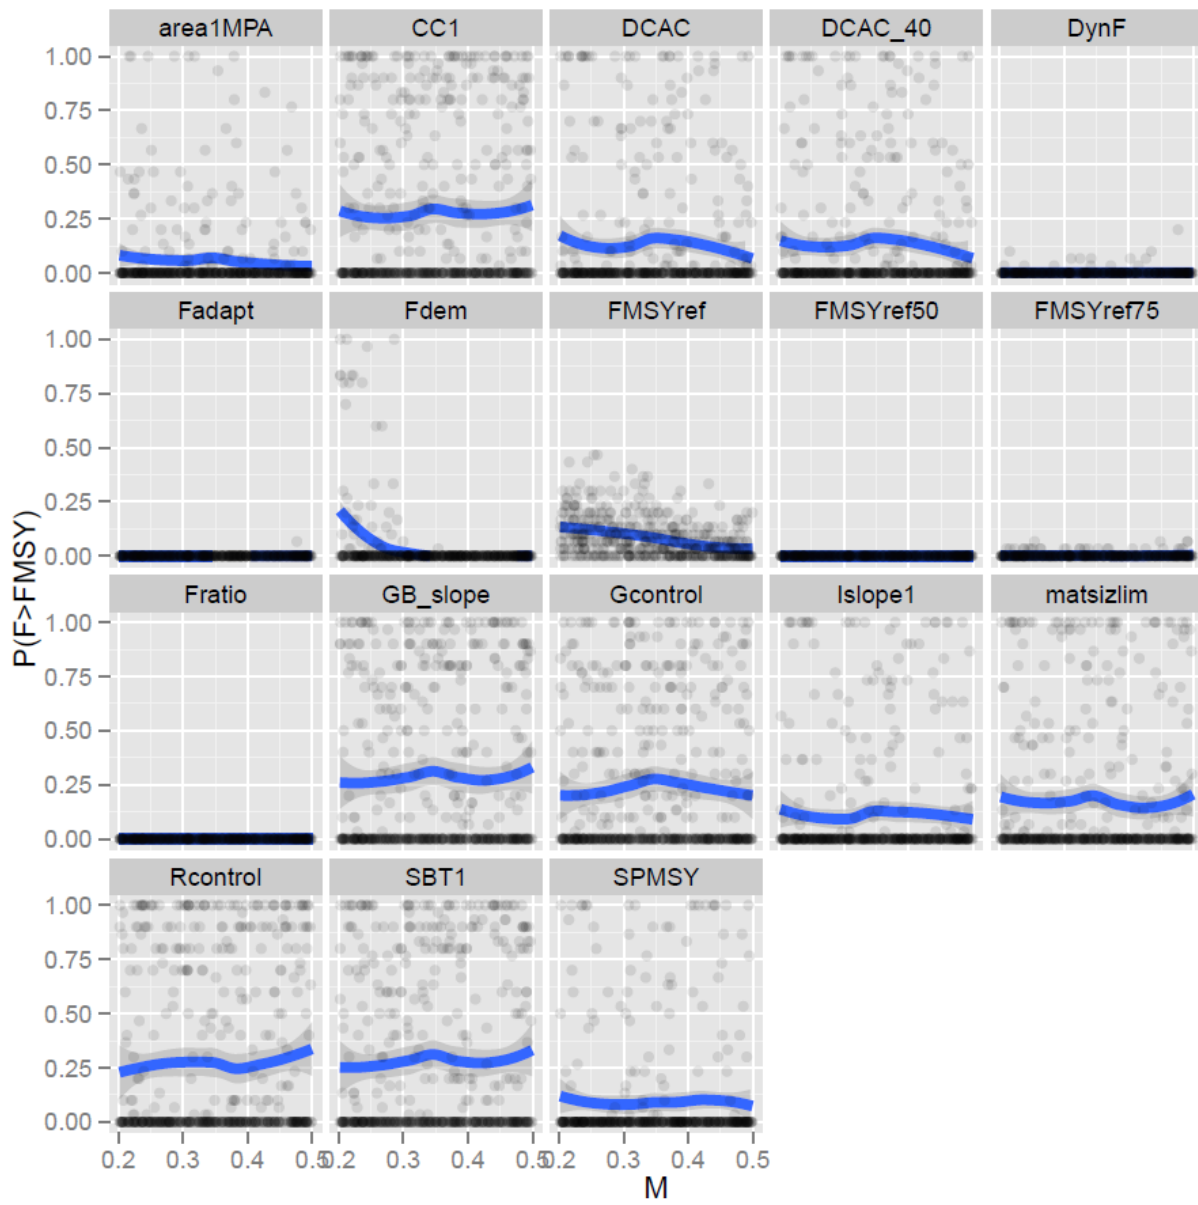 area1MPA CC1 DCAC DCAC_40 DynF
1.00
0.75
0.50
0.25
0.00
Fadapt Fdem FMSYref FMSYref50 FMSYref75
1.00
0.75
0.50
0.25
0.00
P(F>FMSY)
Fratio GB_slope Gcontrol Islope1 matsizlim
1.00
0.75
0.50
0.25
0.00
Rcontrol SBT1 SPMSY
1.00
0.75
0.50
0.25
0.00
0.2 0.3 0.4 0.5 0.2 0.3 0.4 0.5 0.2 0.3 0.4 0.5
M